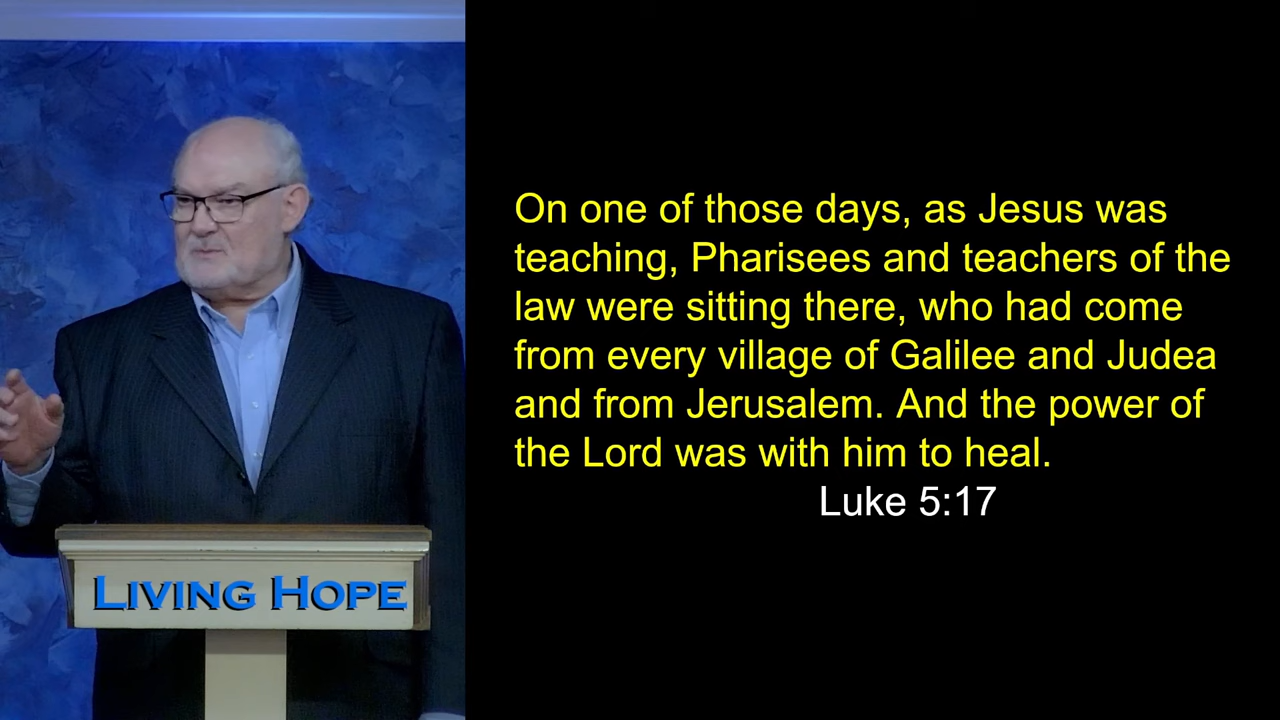 LIVING HOPE
On one of those days, as Jesus was
teaching, Pharisees and teachers of the
law were sitting there, who had come
from every village of Galilee and Judea
and from Jerusalem. And the power of
the Lord was with him to heal.
Luke 5:17